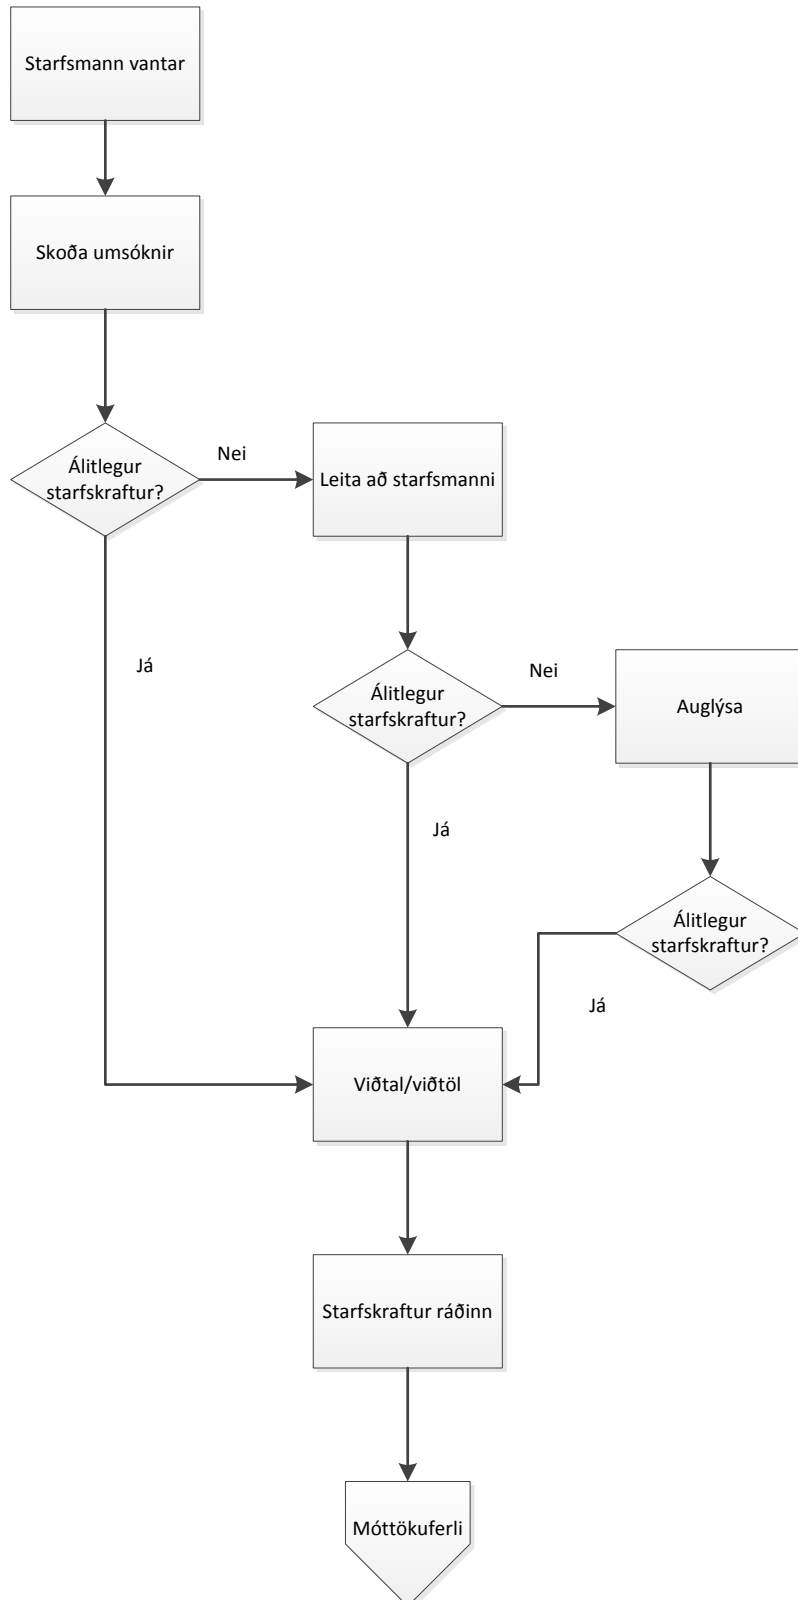 Starfsmann vantar
Skoða umsóknir
Álitlegur
starfskraftur?
Nei
Leita að starfsmanni
Já
Álitlegur
starfskraftur?
Nei
Auglýsa
Já
Álitlegur
starfskraftur?
Já
Viðtal/viðtöl
Starfskraftur ráðinn
Móttökuferli